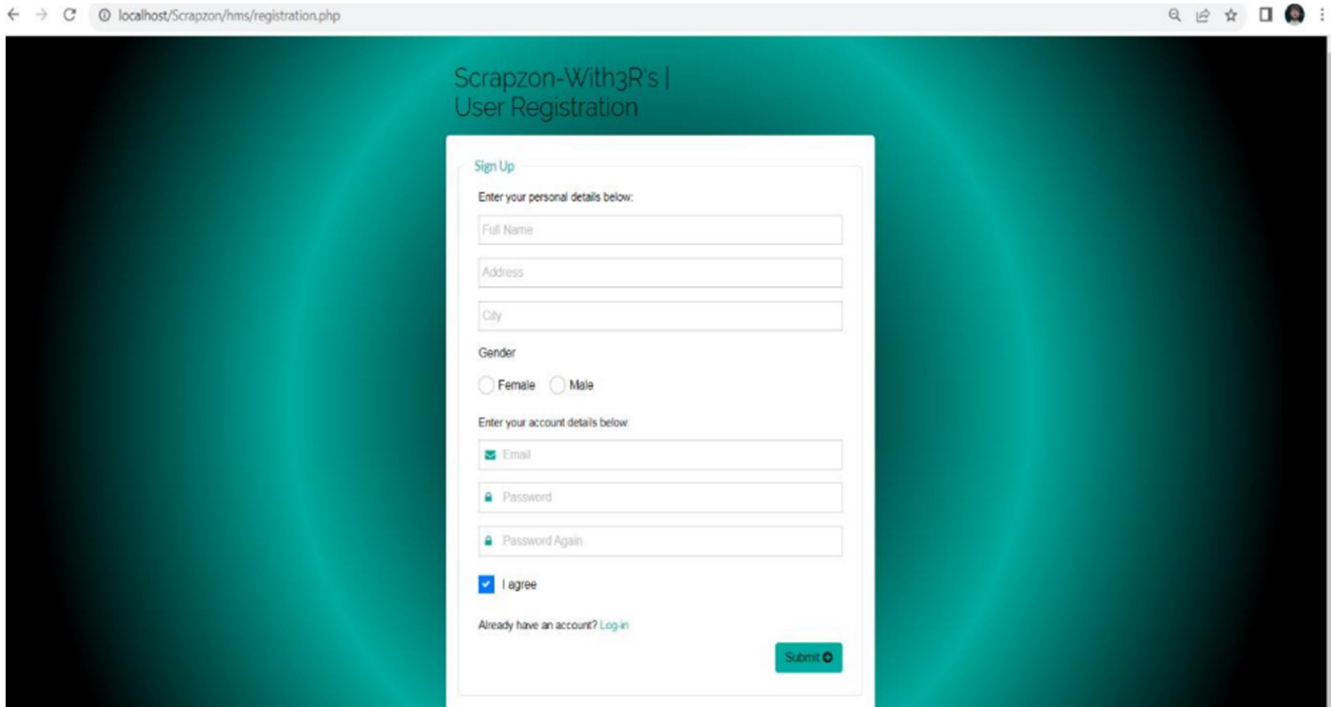 localhost/Scrapzon/hms/registration.php
Scrapzon-With3R's |
User Registration
Sign Up
Enter your personal details below:
Full Name
Address
City
Gender
Female Male
Enter your account details below:
Email
Password
Password Again
I agree
Already have an account? Log-in
Submit